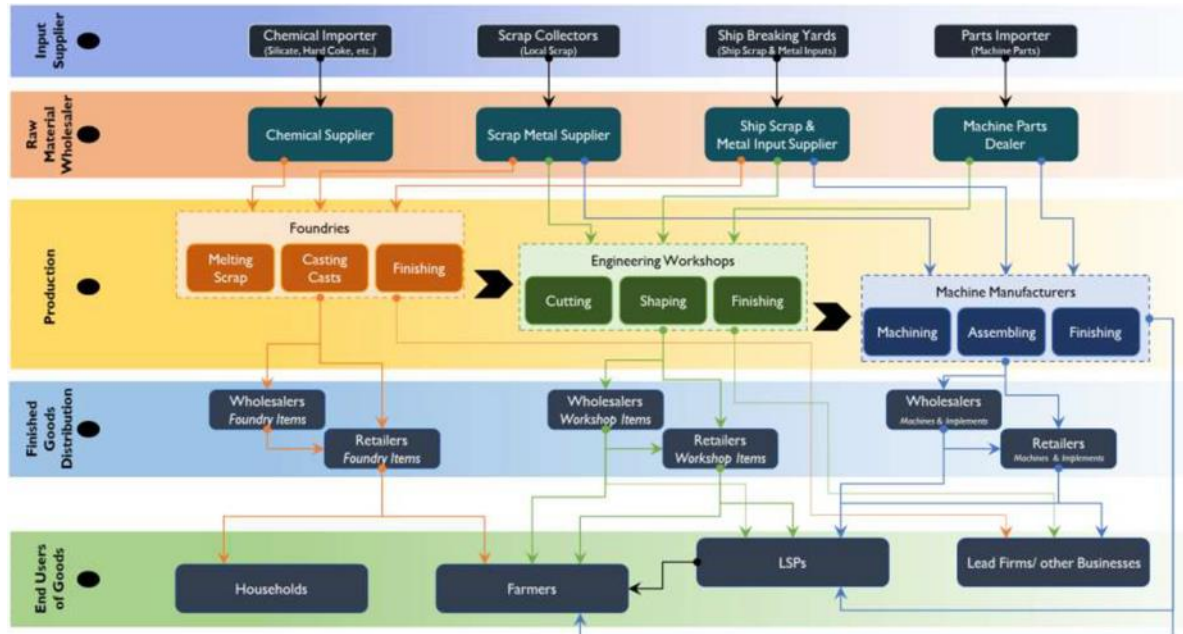 Input
Supplier
Chemical Importer
(Silicate, Hard Coke, etc.)
Scrap Collectors
(Local Scrap)
Ship Breaking Yards
(Ship Scrap & Metal Inputs)
Parts Importer
(Machine Parts)
Raw
Material
Wholesaler
Chemical Supplier
Scrap Metal Supplier
Ship Scrap &
Metal Input Supplier
Machine Parts
Dealer
Production
Foundries
Melting
Scrap
Casting
Casts
Finishing
Engineering Workshops
Cutting
Shaping
Finishing
Machine Manufacturers
Machining
Assembling
Finishing
Finished
Goods
Distribution
Wholesalers
Foundry Items
Retailers
Foundry Items
Wholesalers
Workshop Items
Retailers
Workshop Items
Wholesalers
Machines & Implements
Retailers
Machines & Implements
End Users
of Goods
Households
Farmers
LSPs
Lead Firms/ other Businesses